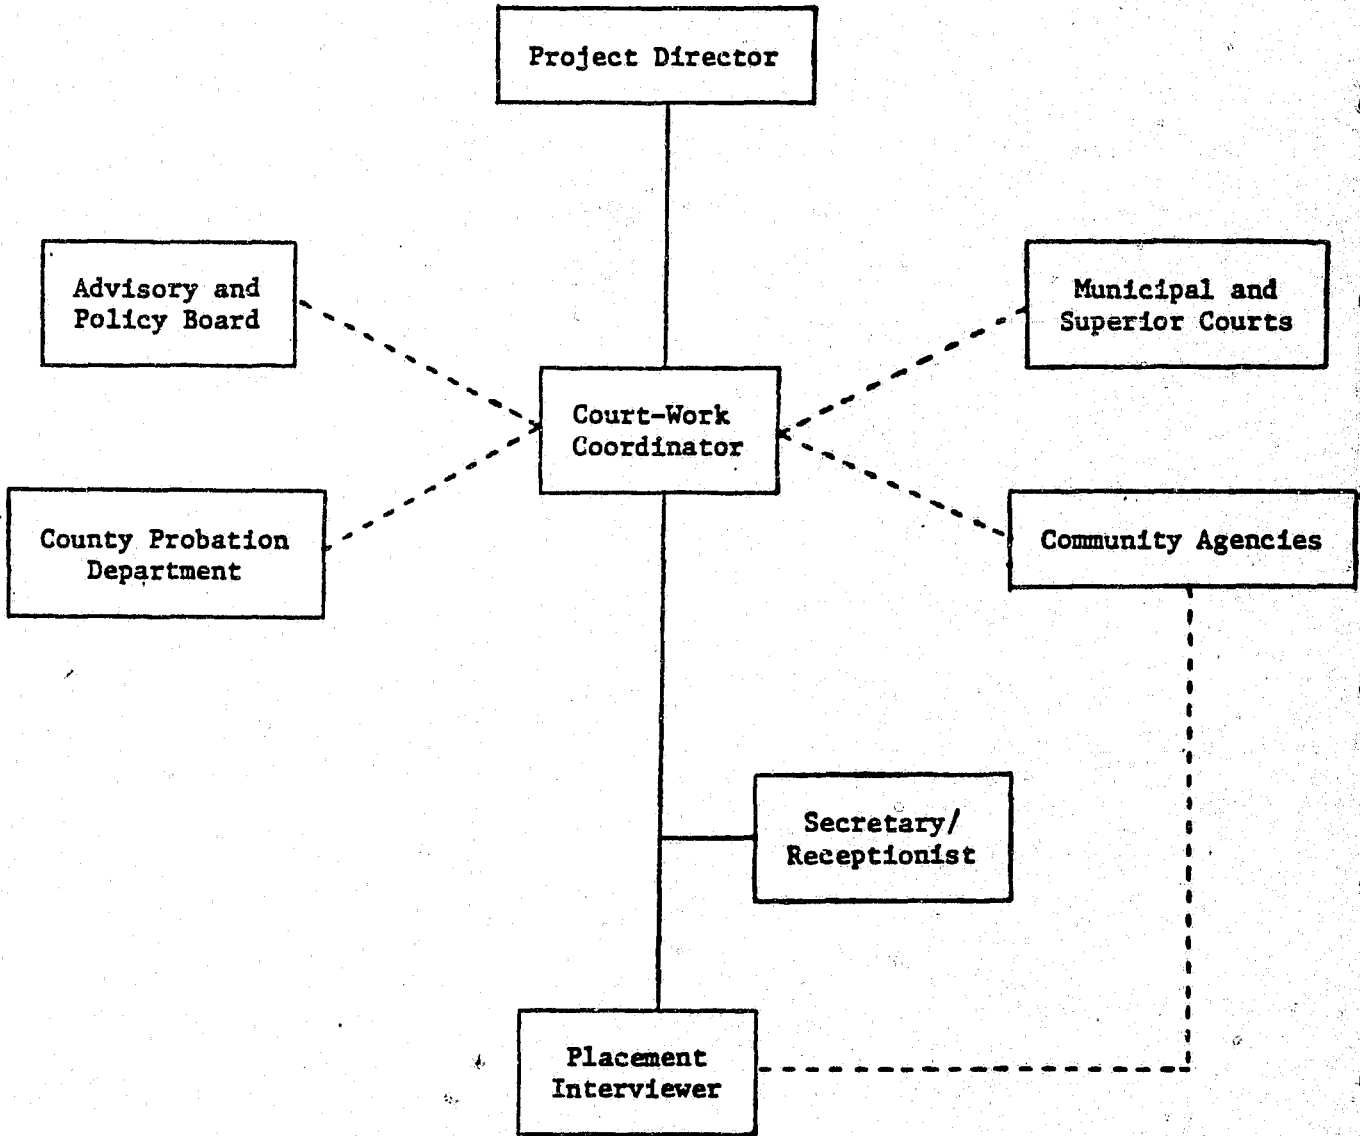 Project Director
Advisory and
Policy Board
Municipal and
Superior Courts
Court-Work
Coordinator
County Probation
Department
Community Agencies
Secretary/
Receptionist
Placement
Interviewer